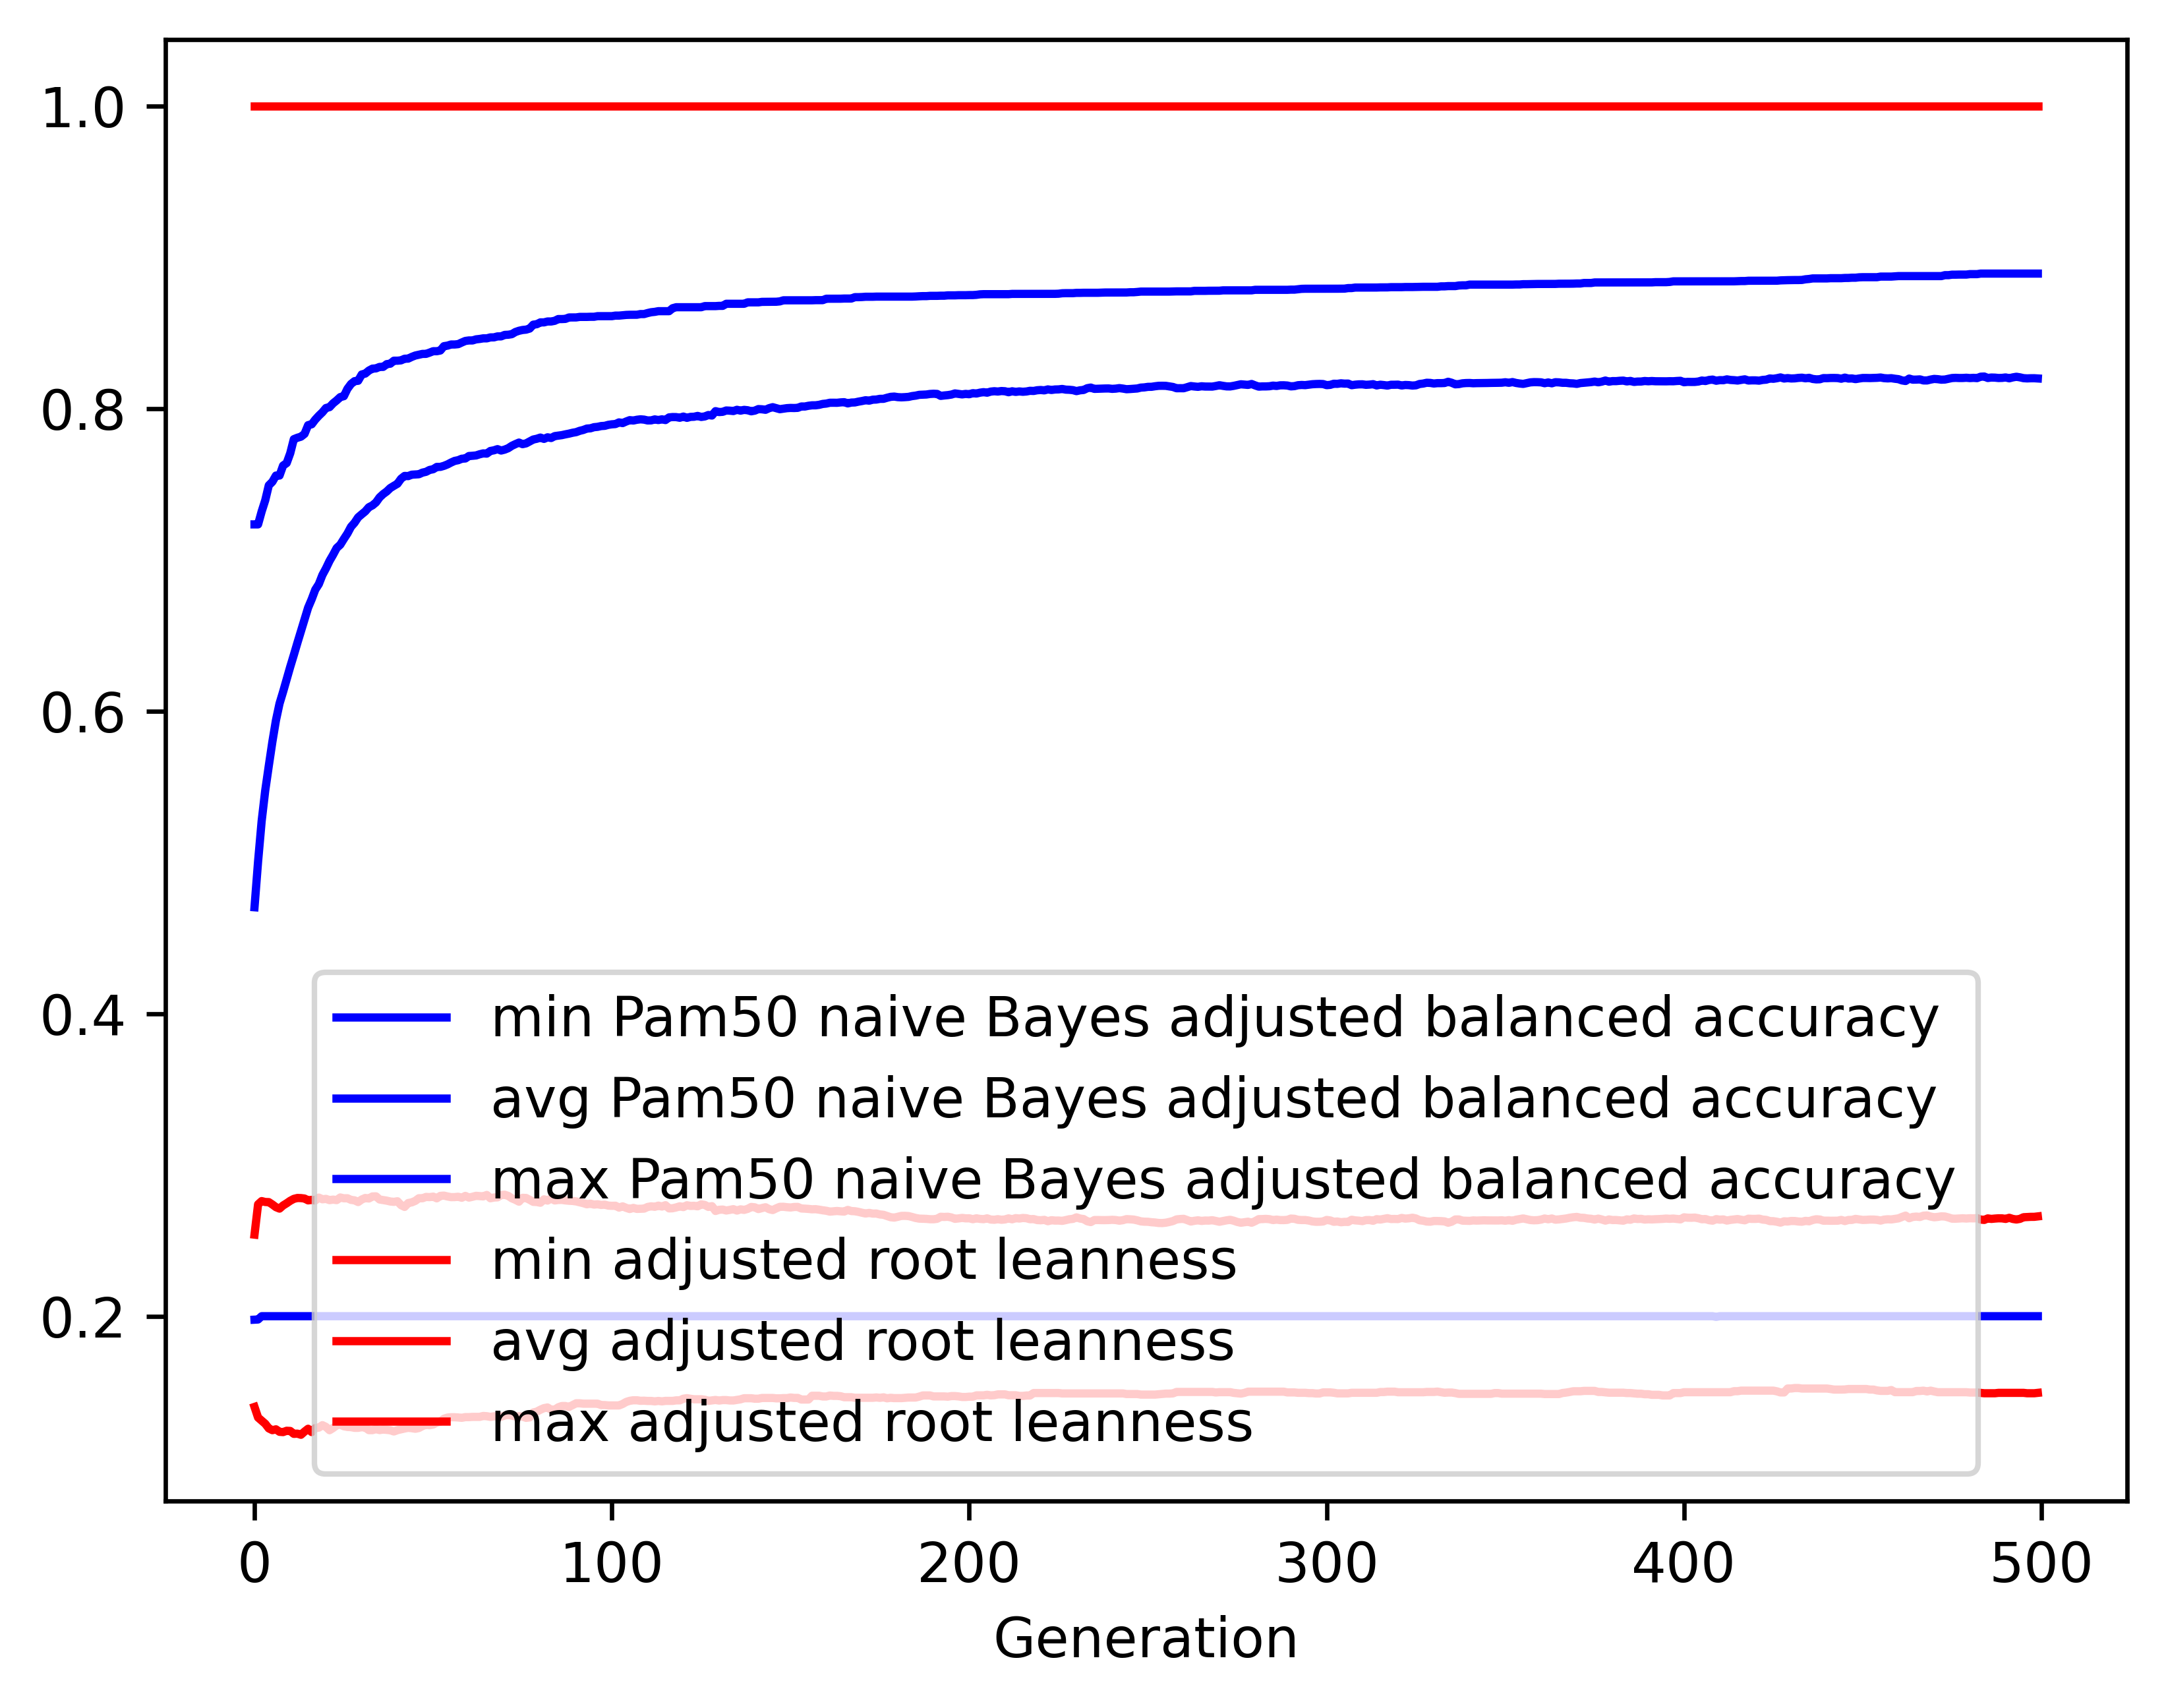 1.0
0.8
0.6
0.4
0.2
min Pam50 naive Bayes adjusted balanced accuracy
avg Pam50 naive Bayes adjusted balanced accuracy
max Pam50 naive Bayes adjusted balanced accuracy
min adjusted root leanness
avg adjusted root leanness
max adjusted root leanness
0 100 200 300 400 500
Generation